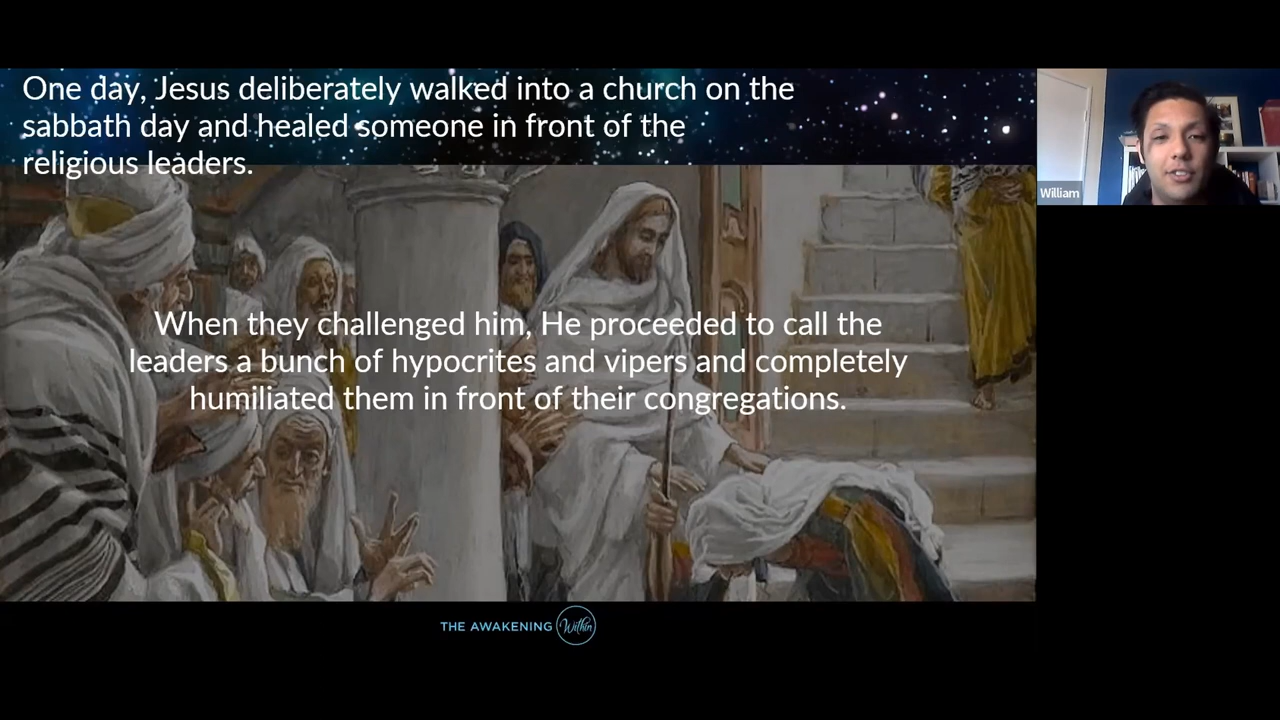 One day, Jesus deliberately walked into a church on the
sabbath day and healed someone in front of the
religious leaders.
William
When they challenged him, He proceeded to call the
leaders a bunch of hypocrites and vipers and completely
humiliated them in front of their congregations.
THE AWAKENING Within